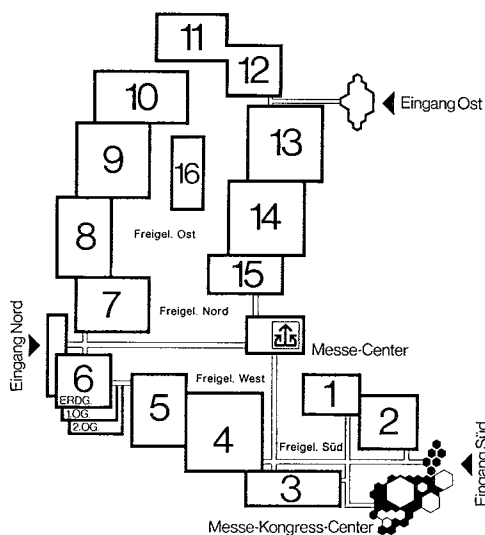 11
12
10
Eingang Ost
13
9
16
14
8
Freigel. Ost
15
7
Freigel. Nord
Eingang Nord
Messe-Center
6
Freigel. West
ERDG.
1.OG.
2.OG.
5
1
2
4
Freigel. Süd
Eingang Süd
3
Messe-Kongress-Center